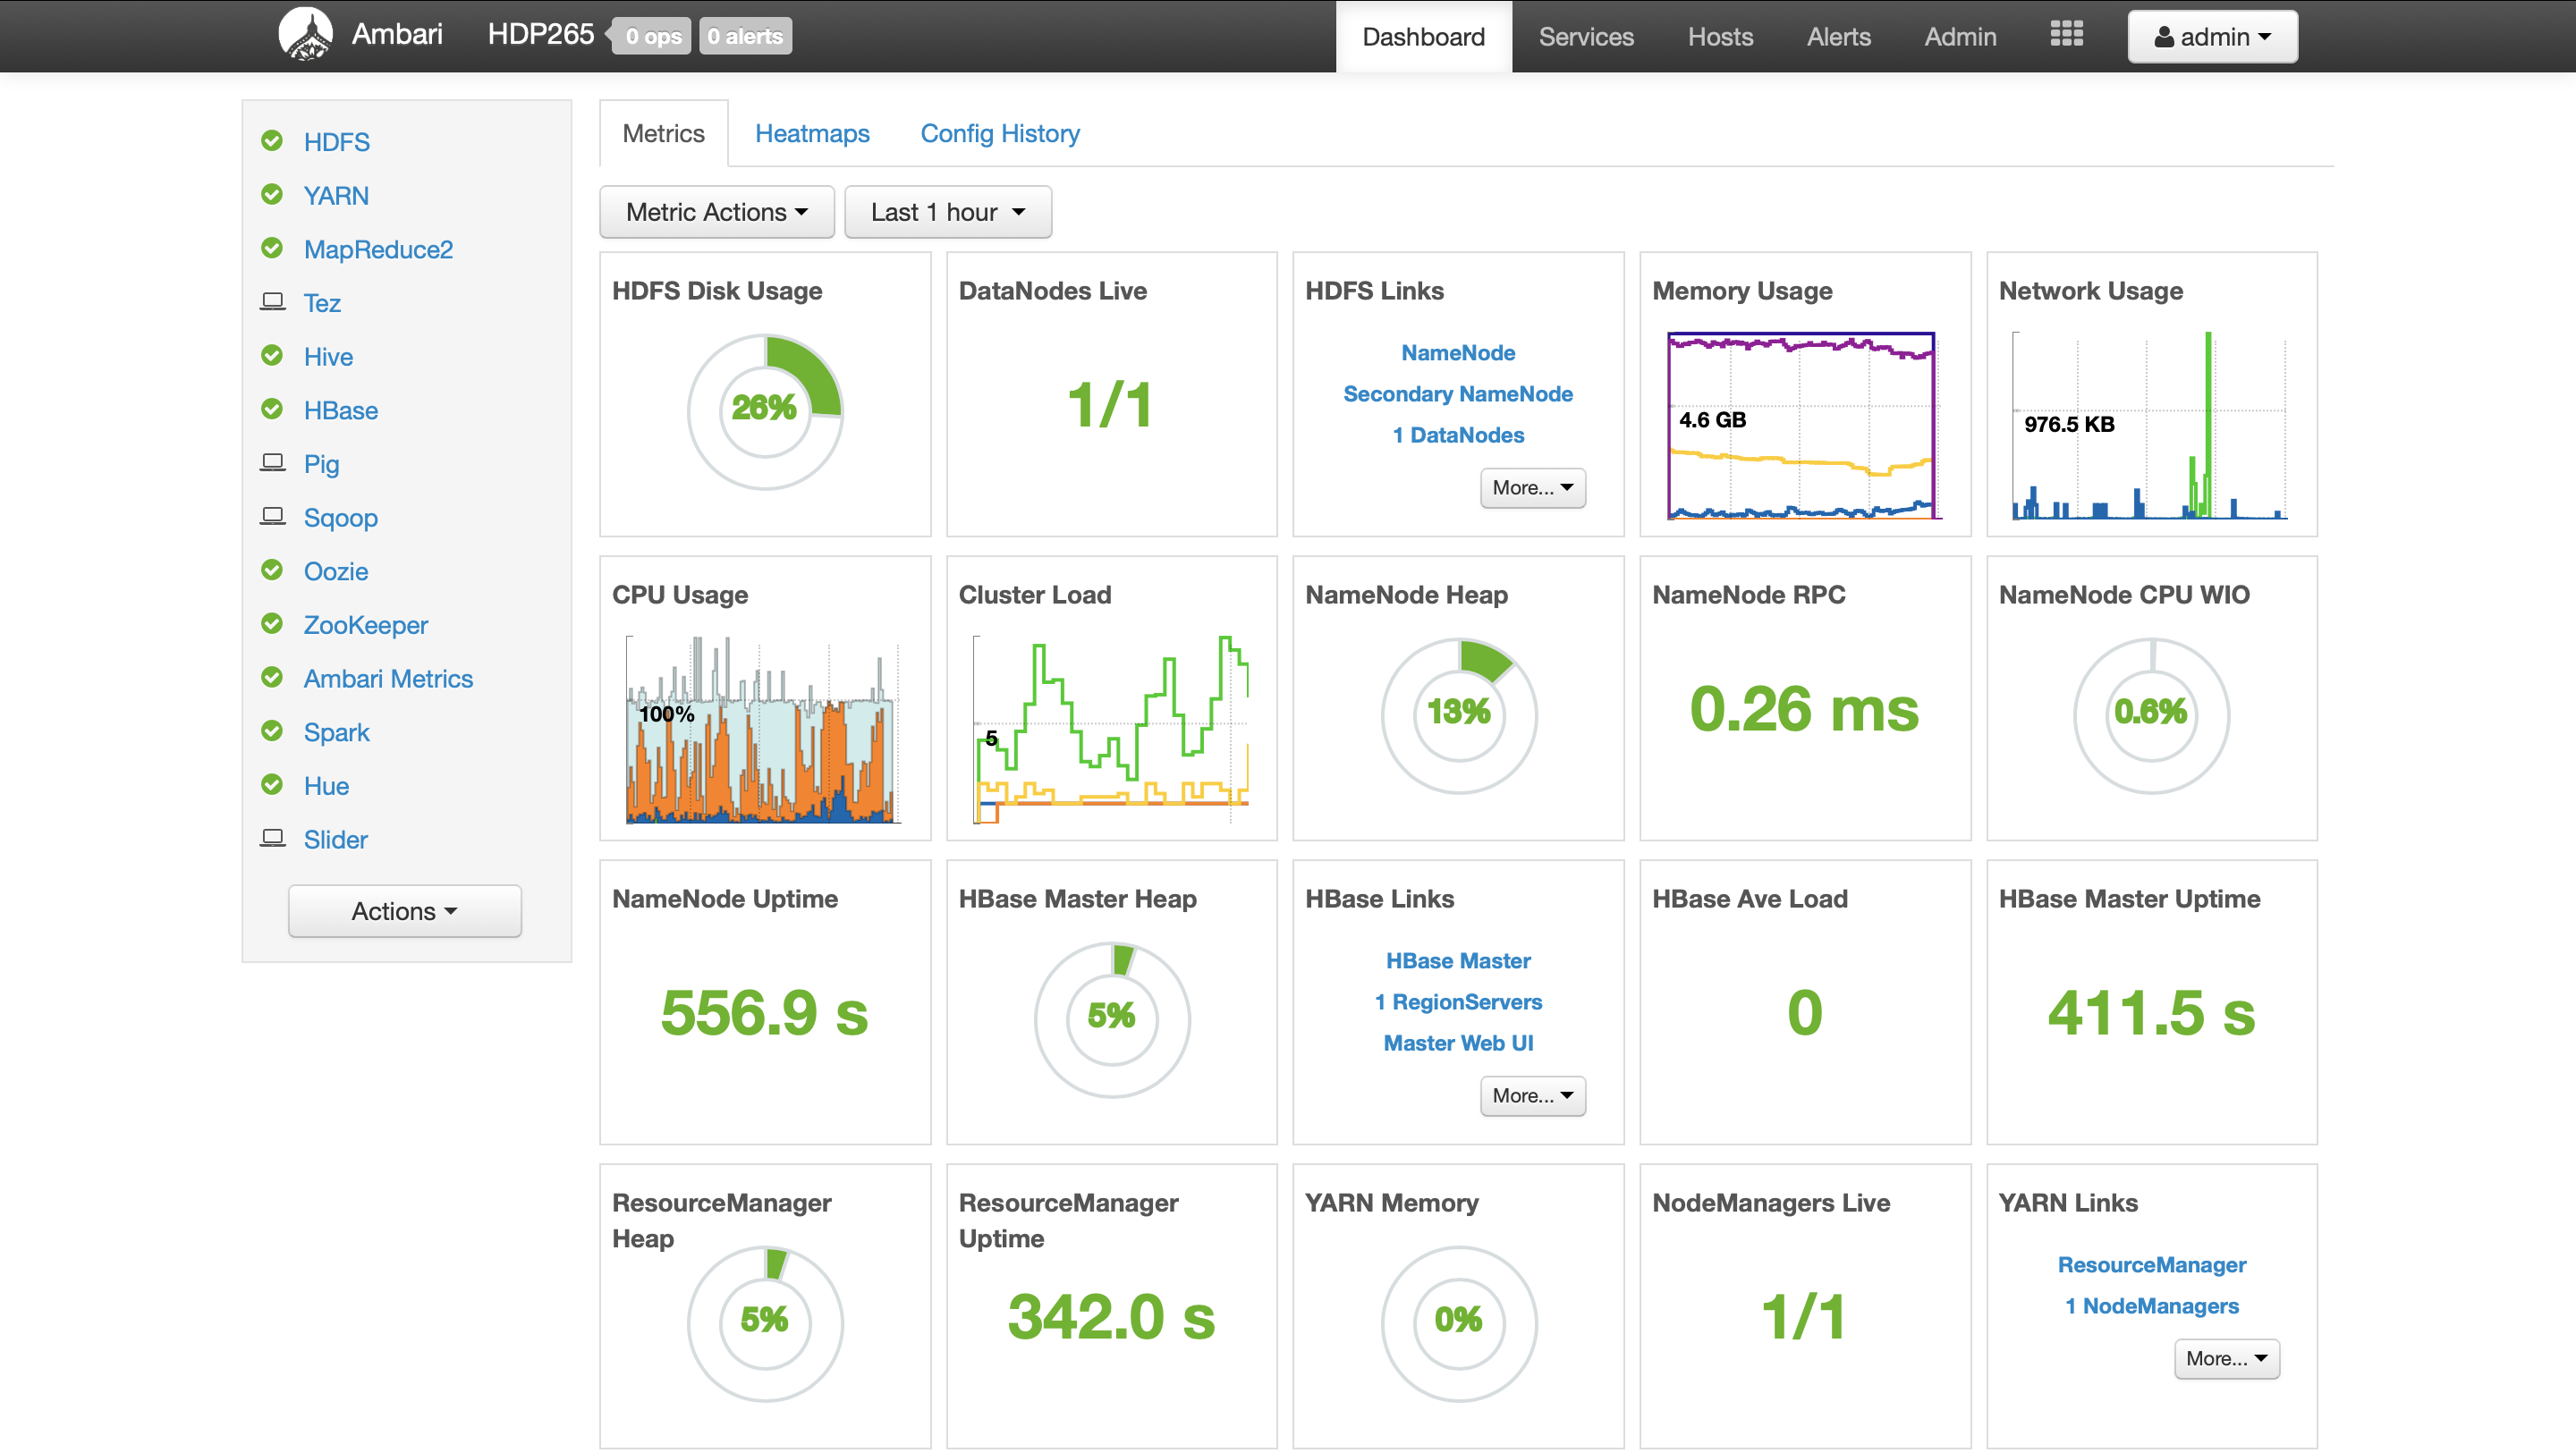 Ambari HDP265 0 ops 0 alerts Dashboard Services Hosts Alerts Admin admin
HDFS
YARN
MapReduce2
Tez
Hive
HBase
Pig
Sqoop
Oozie
ZooKeeper
Ambari Metrics
Spark
Hue
Slider
Actions
Metrics Heatmaps Config History
Metric Actions Last 1 hour
HDFS Disk Usage
26%
DataNodes Live
1/1
HDFS Links
NameNode
Secondary NameNode
1 DataNodes
More...
Memory Usage
4.6 GB
Network Usage
976.5 KB
CPU Usage
100%
Cluster Load
5
NameNode Heap
13%
NameNode RPC
0.26 ms
NameNode CPU WIO
0.6%
NameNode Uptime
556.9 s
HBase Master Heap
5%
HBase Links
HBase Master
1 RegionServers
Master Web UI
More...
HBase Ave Load
0
HBase Master Uptime
411.5 s
ResourceManager
Heap
5%
ResourceManager
Uptime
342.0 s
YARN Memory
0%
NodeManagers Live
1/1
YARN Links
ResourceManager
1 NodeManagers
More...